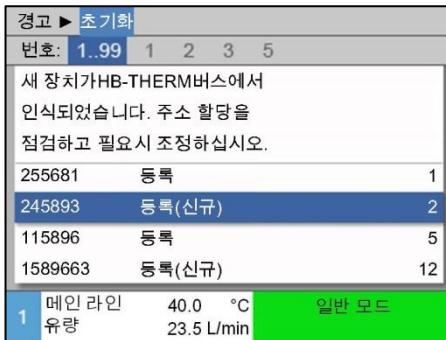 경고 ▶ 초기화
번호: 1..99 1 2 3 5
새 장치가HB-THERM버스에서
인식되었습니다. 주소 할당을
점검하고 필요시 조정하십시오.
255681 등록 1
245893 등록(신규) 2
115896 등록 5
1589663 등록(신규) 12
1 메인 라인 40.0 °C 일반 모드
유량 23.5 L/min